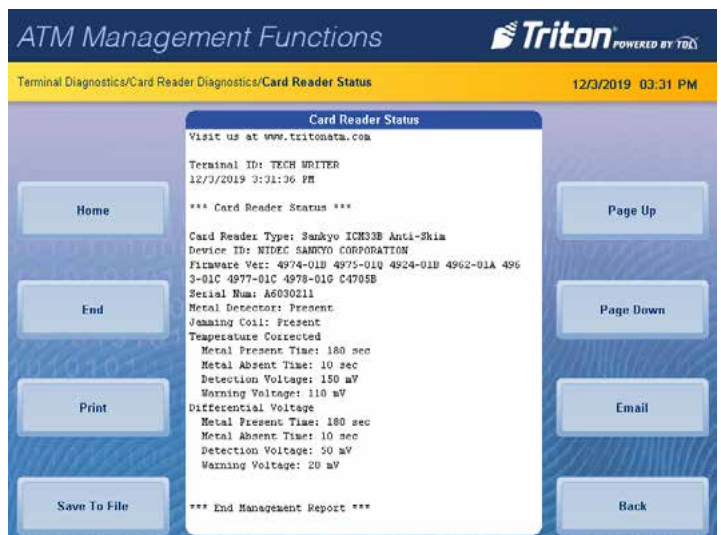 ATM Management Functions
Triton POWERED BY TDL
Terminal Diagnostics/Card Reader Diagnostics/Card Reader Status
12/3/2019 03:31 PM
Card Reader Status
Visit us at www.tritonatm.com
Terminal ID: TECH WRITER
12/3/2019 3:31:36 PM
*** Card Reader Status ***
Card Reader Type: Sankyo ICM33B Anti-Skim
Device ID: NIDEC SANKYO CORPORATION
Firmware Ver: 4974-01B 4975-01Q 4924-01B 4962-01A 496
3-01C 4977-01C 4978-01G C4705B
Serial Num: A6030211
Metal Detector: Present
Jamming Coil: Present
Temperature Corrected
Metal Present Time: 180 sec
Metal Absent Time: 10 sec
Detection Voltage: 150 mV
Warning Voltage: 110 mV
Differential Voltage
Metal Present Time: 180 sec
Metal Absent Time: 10 sec
Detection Voltage: 50 mV
Warning Voltage: 20 mV
*** End Management Report ***
Home
End
Print
Save To File
Page Up
Page Down
Email
Back